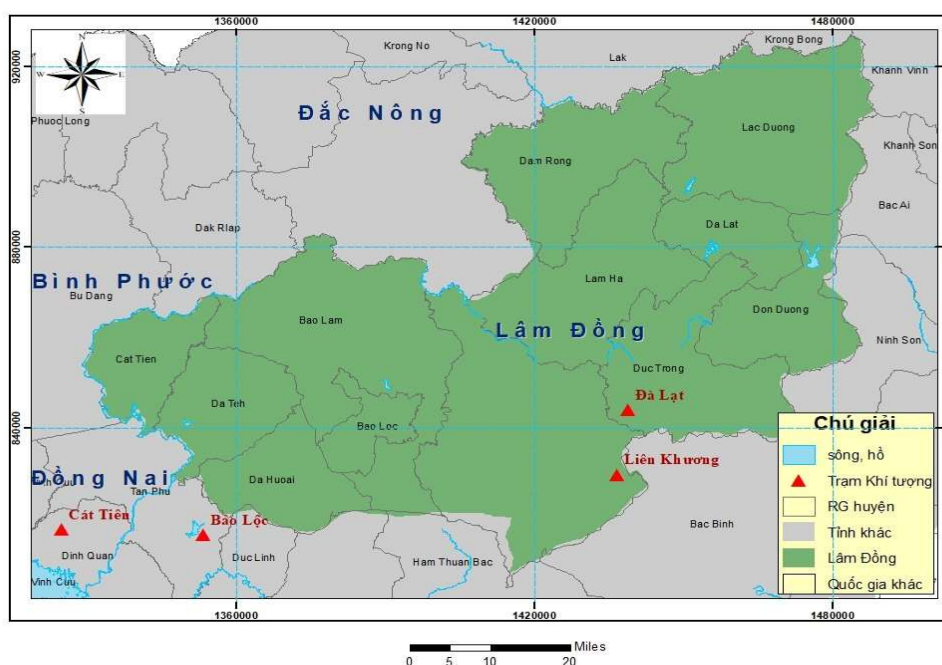 1360000 1420000 1480000
N
W E
S
920000
Krong No
Lak
Krong Bong
Khanh Vinh
Phuoc Long
Đắc Nông
Lac Duong
Khanh Son
Dam Rong
Bac Ai
Dak Rlap
Da Lat
880000 880000
Bình Phước
Bu Dang
Lam Ha
Bao Lam
Lâm Đồng
Don Duong
Ninh Son
Cat Tien
Duc Trong
Da Teh
Đà Lạt
Bao Loc
Chú giải
Liên Khương
sông, hồ
Đồng Nai
Da Huoai
Trạm Khí tượng
Tan Phu
RG huyện
Cát Tiên
Bảo Lộc
Bac Binh
Tỉnh khác
Dinh Quan
Duc Linh
Ham Thuan Bac
Lâm Đồng
Vinh Cuu
Quốc gia khác
1360000 1420000 1480000
Miles
0 5 10 20